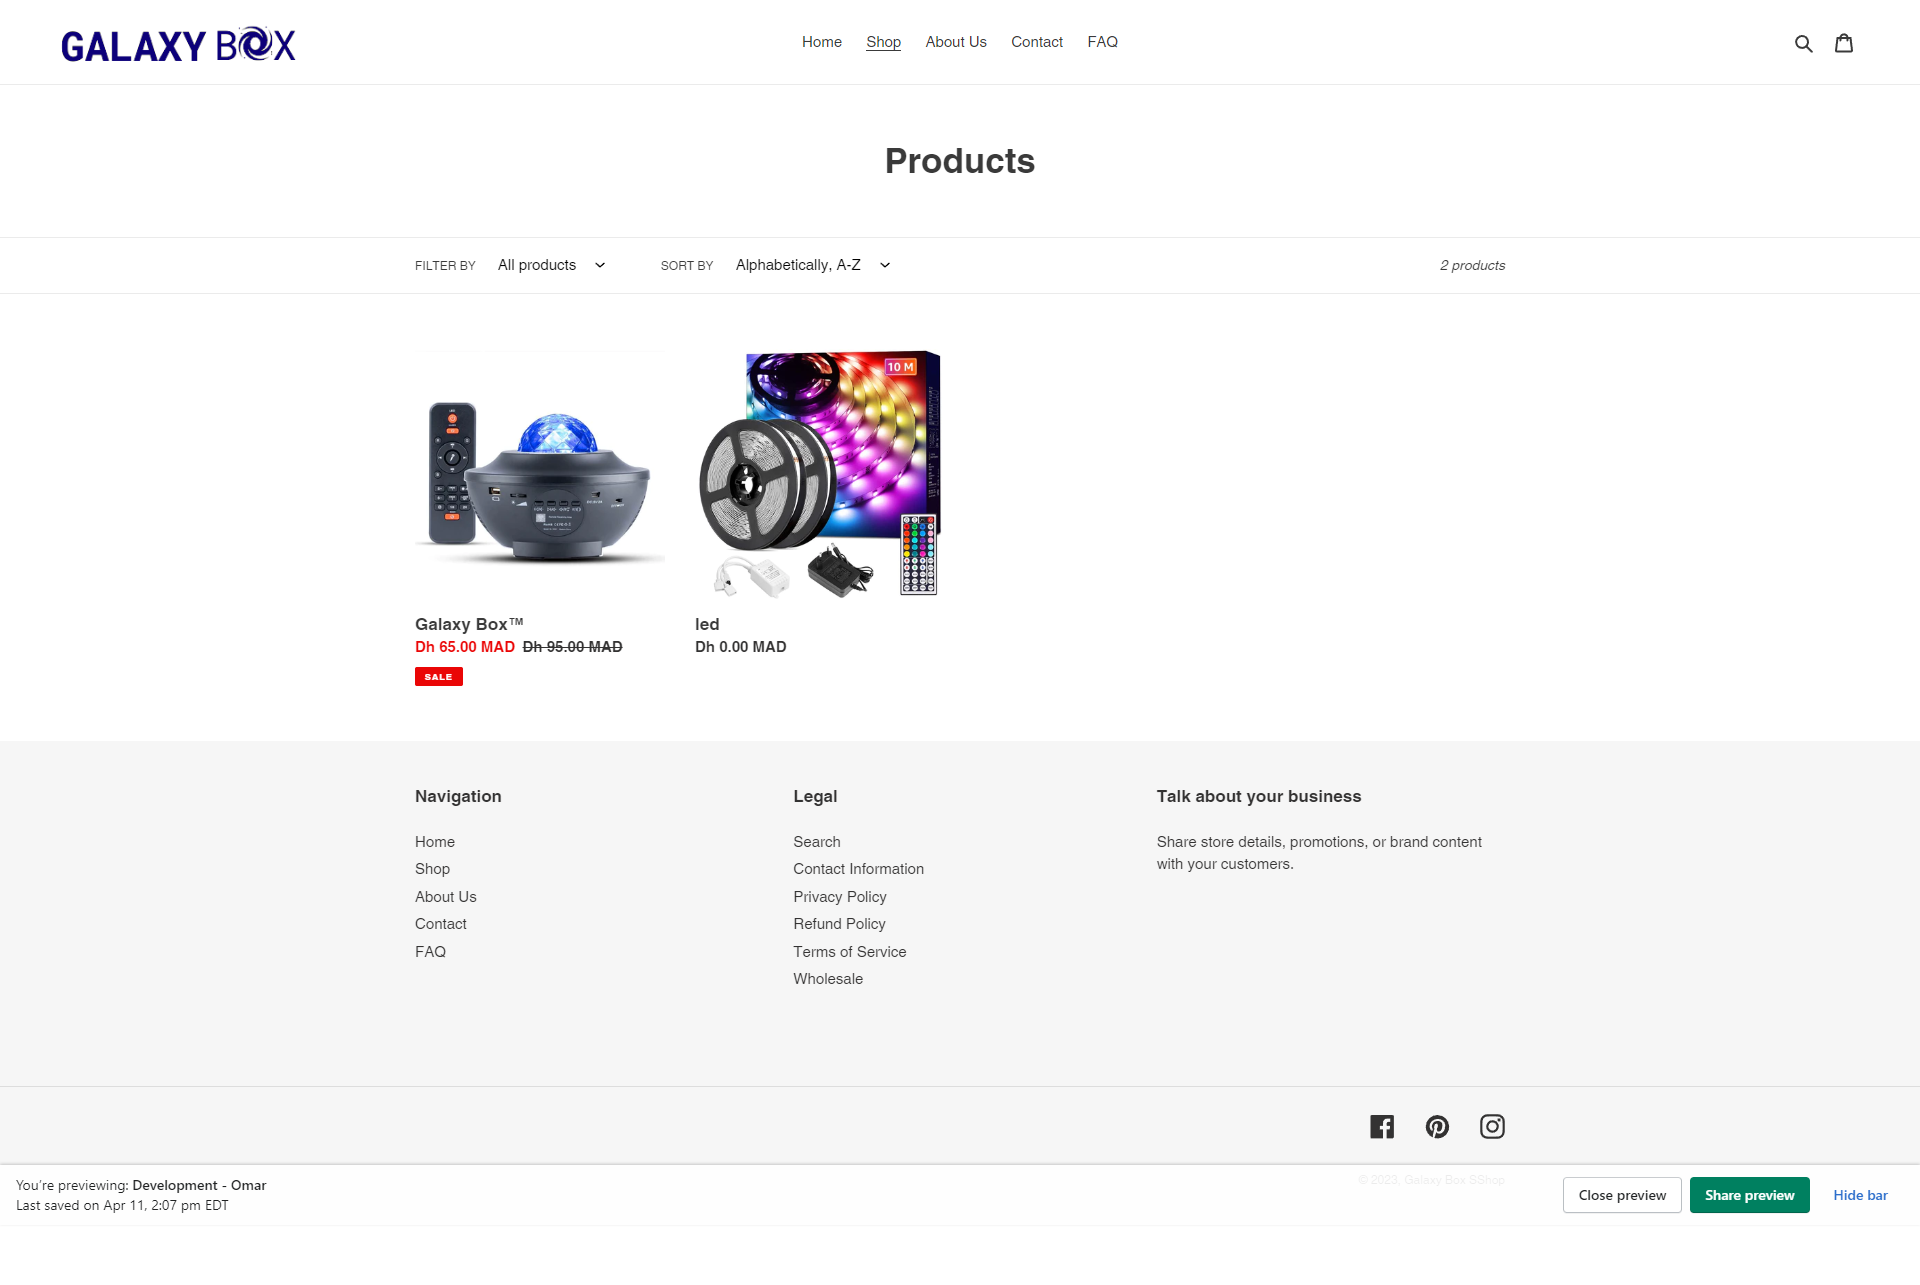 GALAXY BOX
Home Shop About Us Contact FAQ
Products
FILTER BY All products SORT BY Alphabetically, A-Z 2 products
10 M
Galaxy Box™
Dh 65.00 MAD Dh 95.00 MAD
SALE
led
Dh 0.00 MAD
Navigation
Home
Shop
About Us
Contact
FAQ
Legal
Search
Contact Information
Privacy Policy
Refund Policy
Terms of Service
Wholesale
Talk about your business
Share store details, promotions, or brand content
with your customers.
© 2023, Galaxy Box SShop
You're previewing: Development - Omar
Last saved on Apr 11, 2:07 pm EDT
Close preview Share preview Hide bar